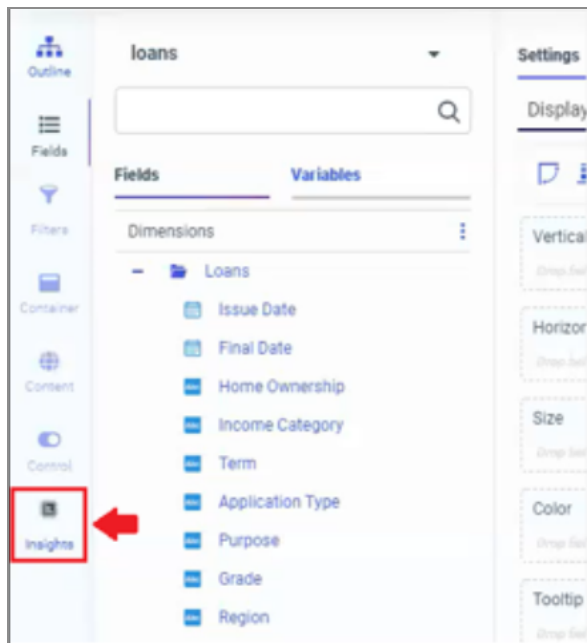 Outline
Fields
Filters
Container
Content
Control
Insights
loans
Fields
Variables
Dimensions
Loans
Issue Date
Final Date
Home Ownership
Income Category
Term
Application Type
Purpose
Grade
Region
Settings
Display
Vertical
Horizon
Size
Color
Tooltip